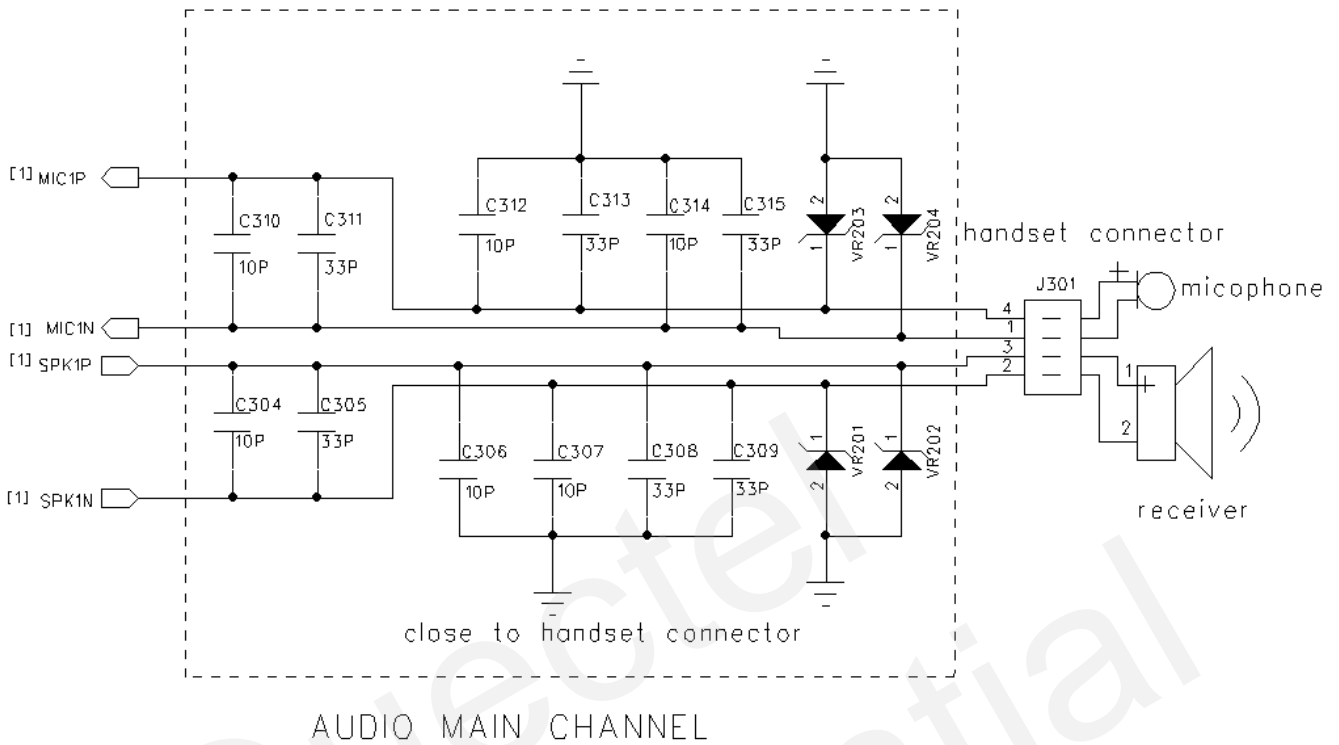 [1] MIC1P
C310
10P
C311
33P
C312
10P
C313
33P
C314
10P
C315
33P
2
1
VR203
2
1
VR204
handset connector
J301
micophone
+
[1] MIC1N
[1] SPK1P
4
1
3
2
C304
10P
C305
33P
C306
10P
C307
10P
C308
33P
C309
33P
1
2
VR201
1
2
VR202
1
+
2
receiver
[1] SPK1N
close to handset connector
AUDIO MAIN CHANNEL